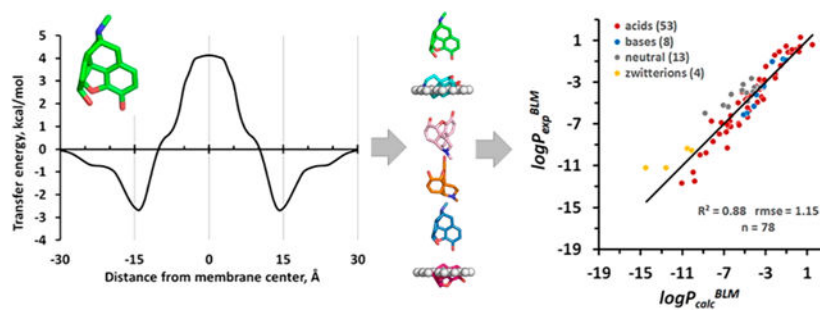 Transfer energy, kcal/mol
5
4
3
2
1
0
-1
-2
-3
-4
-30
-15
0
15
30
Distance from membrane center, Å
logP_exp^BLM
1
-3
-7
-11
-15
-19
acids (53)
bases (8)
neutral (13)
zwitterions (4)
R² = 0.88 rmse = 1.15
n = 78
-19
-15
-11
-7
-3
1
logP_calc^BLM